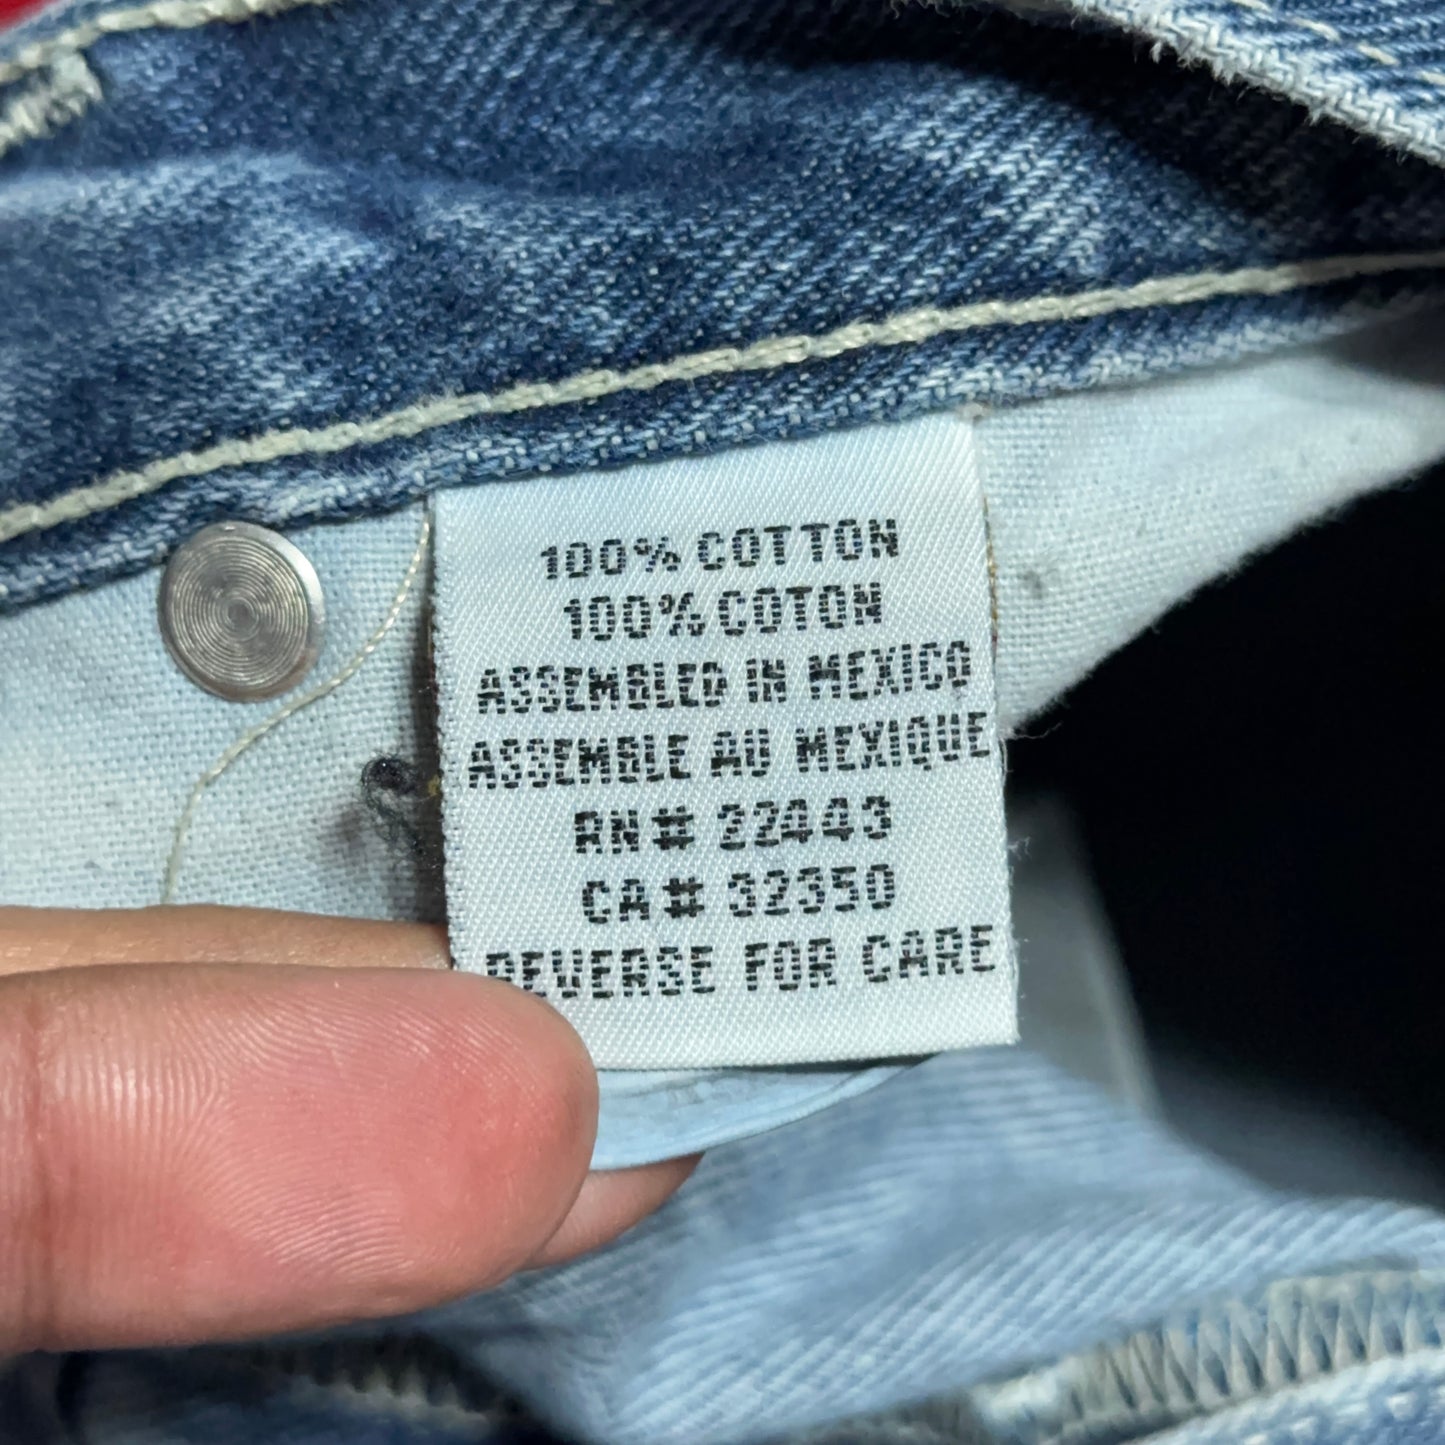 100% COTTON
100% COTON
ASSEMBLED IN MEXICO
ASSEMBLE AU MEXIQUE
RN# 22443
CA# 32350
REVERSE FOR CARE